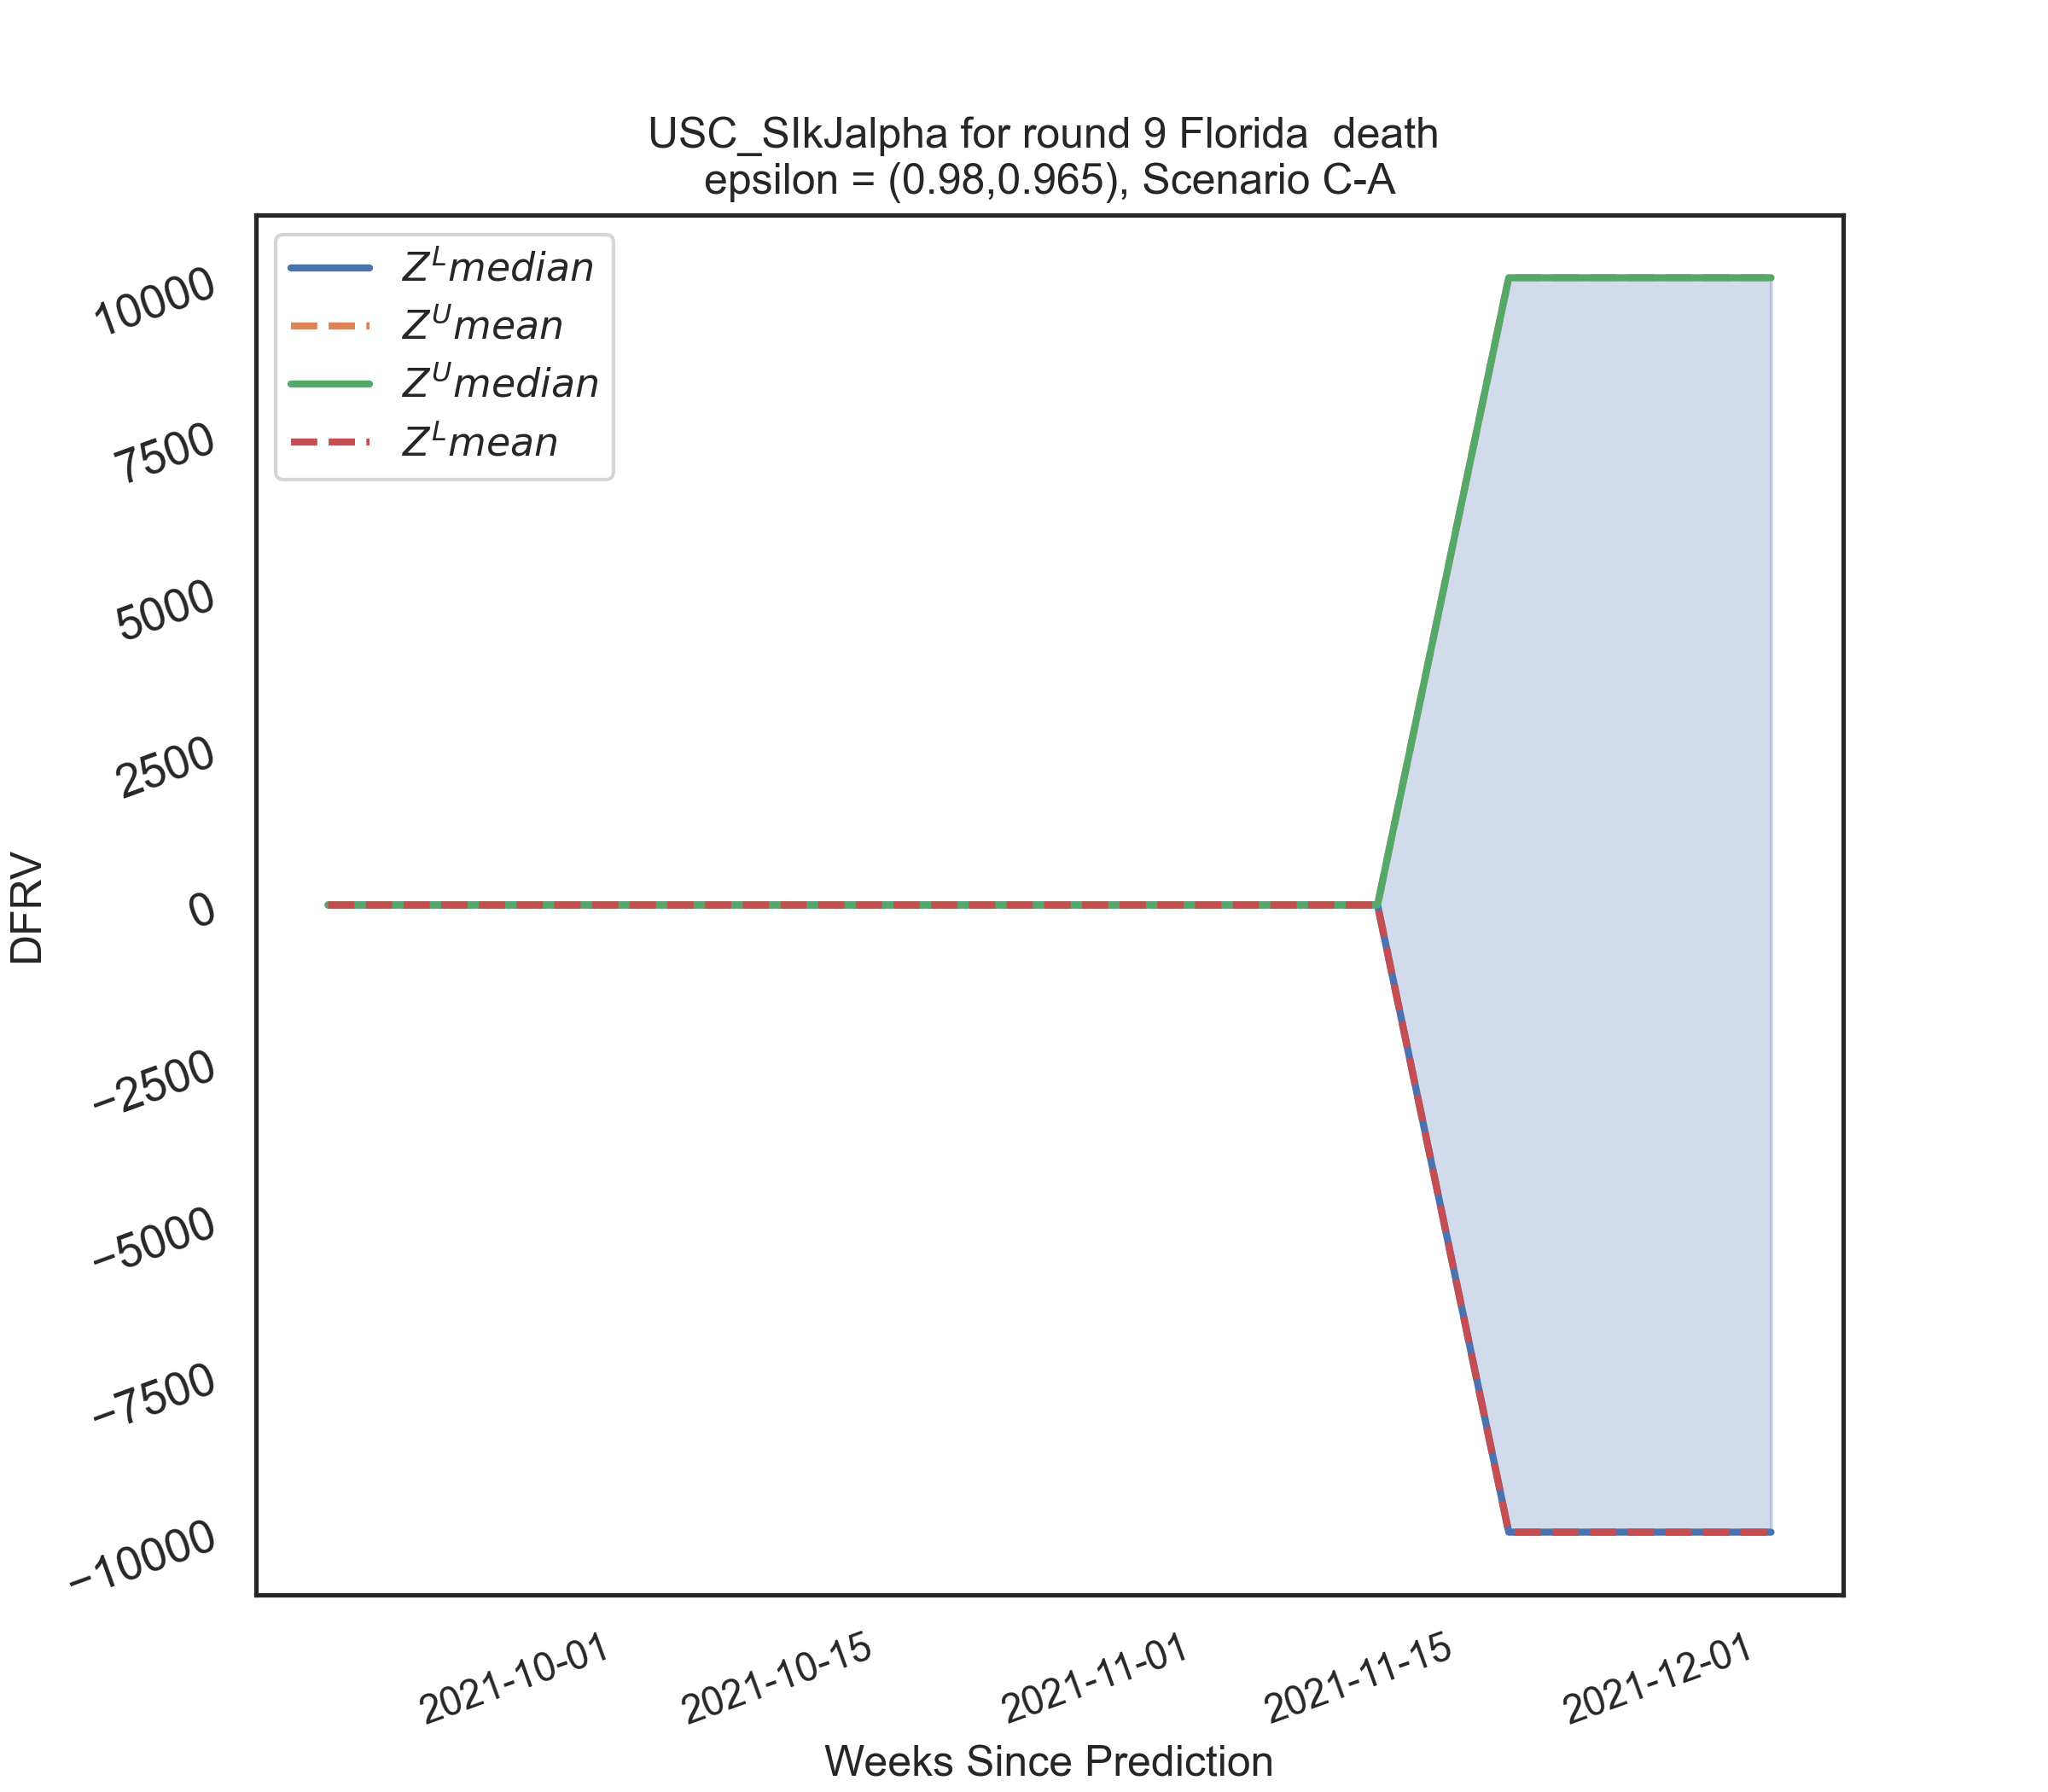 USC_SIkJalpha for round 9 Florida  death
epsilon = (0.98,0.965), Scenario C-A
Z^L median
Z^U mean
Z^U median
Z^L mean
10000
7500
5000
2500
0
−2500
−5000
−7500
−10000
DFRV
2021-10-01
2021-10-15
2021-11-01
2021-11-15
2021-12-01
Weeks Since Prediction